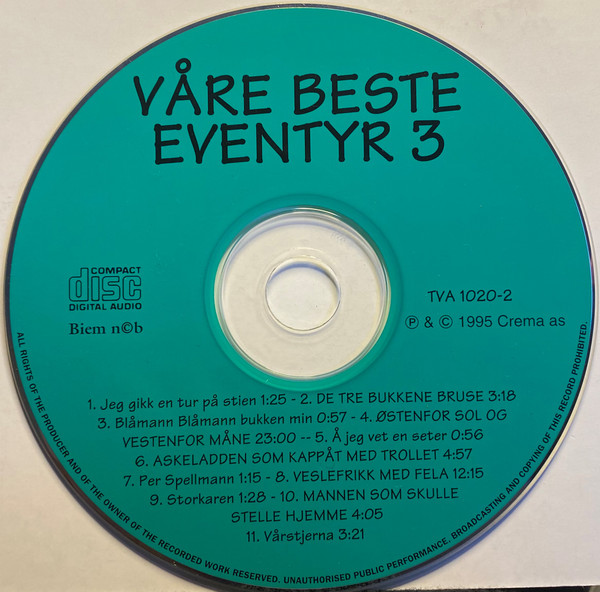 VÅRE BESTE
EVENTYR 3
COMPACT
disc
DIGITAL AUDIO
Biem n©b
TVA 1020-2
℗ & © 1995 Crema as
1. Jeg gikk en tur på stien 1:25 - 2. DE TRE BUKKENE BRUSE 3:18
3. Blåmann Blåmann bukken min 0:57 - 4. ØSTENFOR SOL OG
VESTENFOR MÅNE 23:00 -- 5. Å jeg vet en seter 0:56
6. ASKELADDEN SOM KAPPÅT MED TROLLET 4:57
7. Per Spellmann 1:15 - 8. VESLEFRIKK MED FELA 12:15
9. Storkaren 1:28 - 10. MANNEN SOM SKULLE
STELLE HJEMME 4:05
11. Vårstjerna 3:21
ALL RIGHTS OF THE PRODUCER AND OF THE OWNER OF THE RECORDED WORK RESERVED. UNAUTHORISED PUBLIC PERFORMANCE, BROADCASTING AND COPYING OF THIS RECORD PROHIBITED.